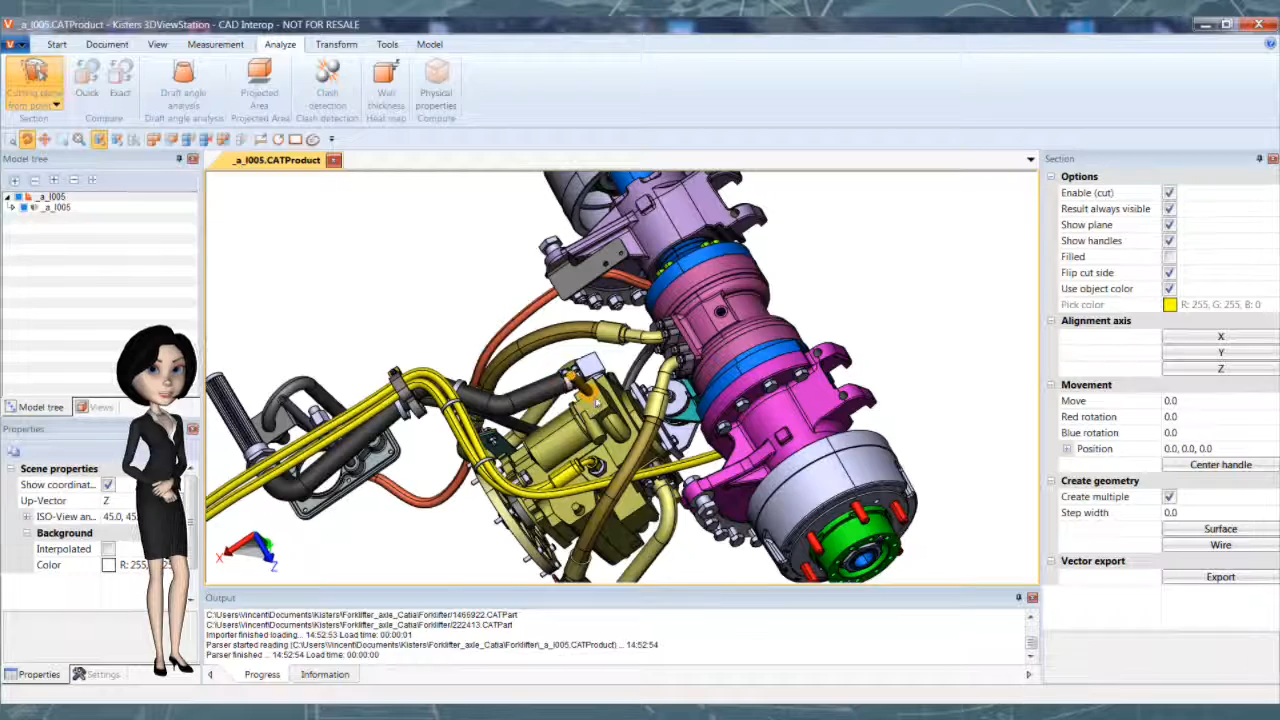 _a_l005.CATProduct - Kisters 3DViewStation - CAD Interop - NOT FOR RESALE
Start Document View Measurement Analyze Transform Tools Model
Cutting plane from point Quick Exact Draft angle analysis Projected Area Clash detection Wall thickness Physical properties
Section Compare Draft angle analysis Projected Area Clash detection Heat map Compute
Model tree
_a_l005.CATProduct
Section
_a_l005
_a_l005
Options
Enable (cut)
Result always visible
Show plane
Show handles
Filled
Flip cut side
Use object color
Pick color R: 255, G: 255, B: 0
Alignment axis
X
Y
Z
Movement
Move 0.0
Red rotation 0.0
Blue rotation 0.0
Position 0.0, 0.0, 0.0
Center handle
Create geometry
Create multiple
Step width 0.0
Surface
Wire
Vector export
Export
Model tree Views
Properties
Scene properties
Show coordinat...
Up-Vector Z
ISO-View an... 45.0, 45.
Background
Interpolated
Color R: 255,
Properties Settings
X
Z
Output
C:\Users\Vincent\Documents\Kisters\Forklifter_axle_Catia\Forklifter/1466922.CATPart
C:\Users\Vincent\Documents\Kisters\Forklifter_axle_Catia\Forklifter/222413.CATPart
Importer finished loading... 14:52:53 Load time: 00:00:01
Parser started reading (C:\Users\Vincent\Documents\Kisters\Forklifter_axle_Catia\Forklifter\_a_l005.CATProduct) ... 14:52:54
Parser finished... 14:52:54 Load time: 00:00:00
Progress Information